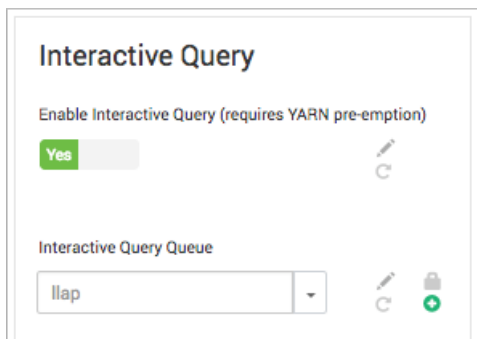 Interactive Query
Enable Interactive Query (requires YARN pre-emption)
Yes
Interactive Query Queue
llap